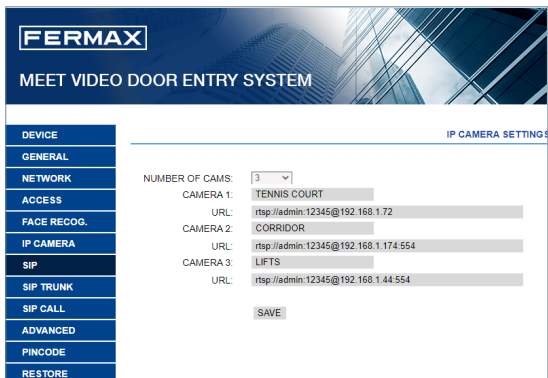 FERMAX
MEET VIDEO DOOR ENTRY SYSTEM
DEVICE
GENERAL
NETWORK
ACCESS
FACE RECOG.
IP CAMERA
SIP
SIP TRUNK
SIP CALL
ADVANCED
PINCODE
RESTORE
IP CAMERA SETTINGS
NUMBER OF CAMS: 3
CAMERA 1: TENNIS COURT
URL: rtsp://admin:12345@192.168.1.72
CAMERA 2: CORRIDOR
URL: rtsp://admin:12345@192.168.1.174:554
CAMERA 3: LIFTS
URL: rtsp://admin:12345@192.168.1.44:554
SAVE